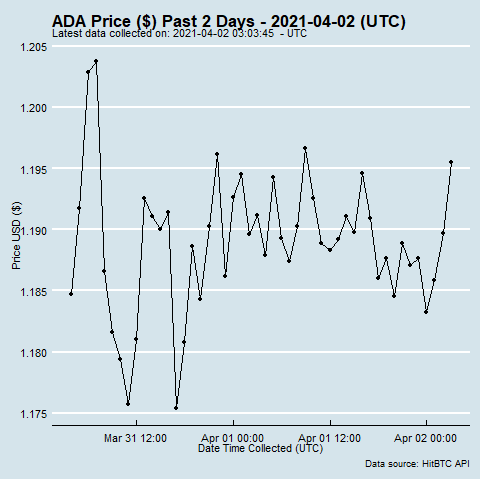 ADA Price ($) Past 2 Days - 2021-04-02 (UTC)
Latest data collected on: 2021-04-02 03:03:45 - UTC
1.205
1.200
1.195
1.190
1.185
1.180
1.175
Price USD ($)
Mar 31 12:00 Apr 01 00:00 Apr 01 12:00 Apr 02 00:00
Date Time Collected (UTC)
Data source: HitBTC API